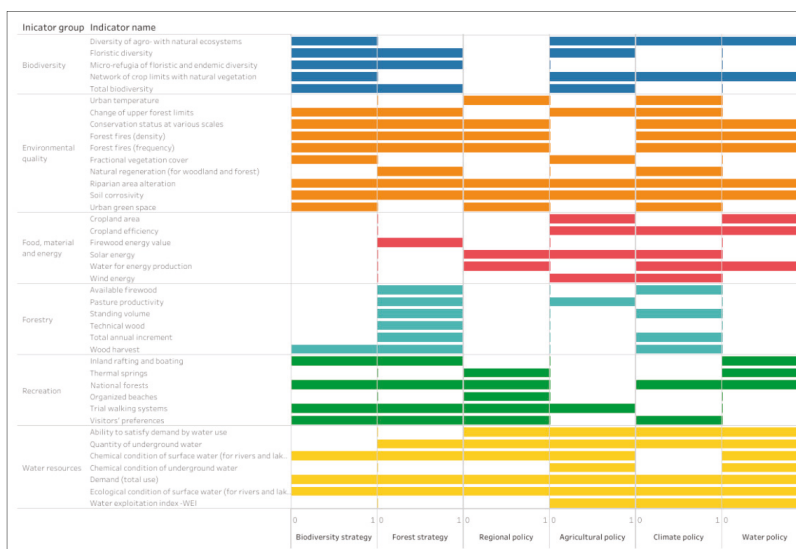 Inicator group Indicator name
Biodiversity
Diversity of agro- with natural ecosystems
Floristic diversity
Micro-refugia of floristic and endemic diversity
Network of crop limits with natural vegetation
Total biodiversity
Environmental
quality
Urban temperature
Change of upper forest limits
Conservation status at various scales
Forest fires (density)
Forest fires (frequency)
Fractional vegetation cover
Natural regeneration (for woodland and forest)
Riparian area alteration
Soil corrosivity
Urban green space
Food, material
and energy
Cropland area
Cropland efficiency
Firewood energy value
Solar energy
Water for energy production
Wind energy
Forestry
Available firewood
Pasture productivity
Standing volume
Technical wood
Total annual increment
Wood harvest
Recreation
Inland rafting and boating
Thermal springs
National forests
Organized beaches
Trial walking systems
Visitors' preferences
Water resources
Ability to satisfy demand by water use
Quantity of underground water
Chemical condition of surface water (for rivers and lak..
Chemical condition of underground water
Demand (total use)
Ecological condition of surface water (for rivers and lak..
Water exploitation index -WEI
0 1 0 1 0 1 0 1 0 1 0
Biodiversity strategy Forest strategy Regional policy Agricultural policy Climate policy Water policy